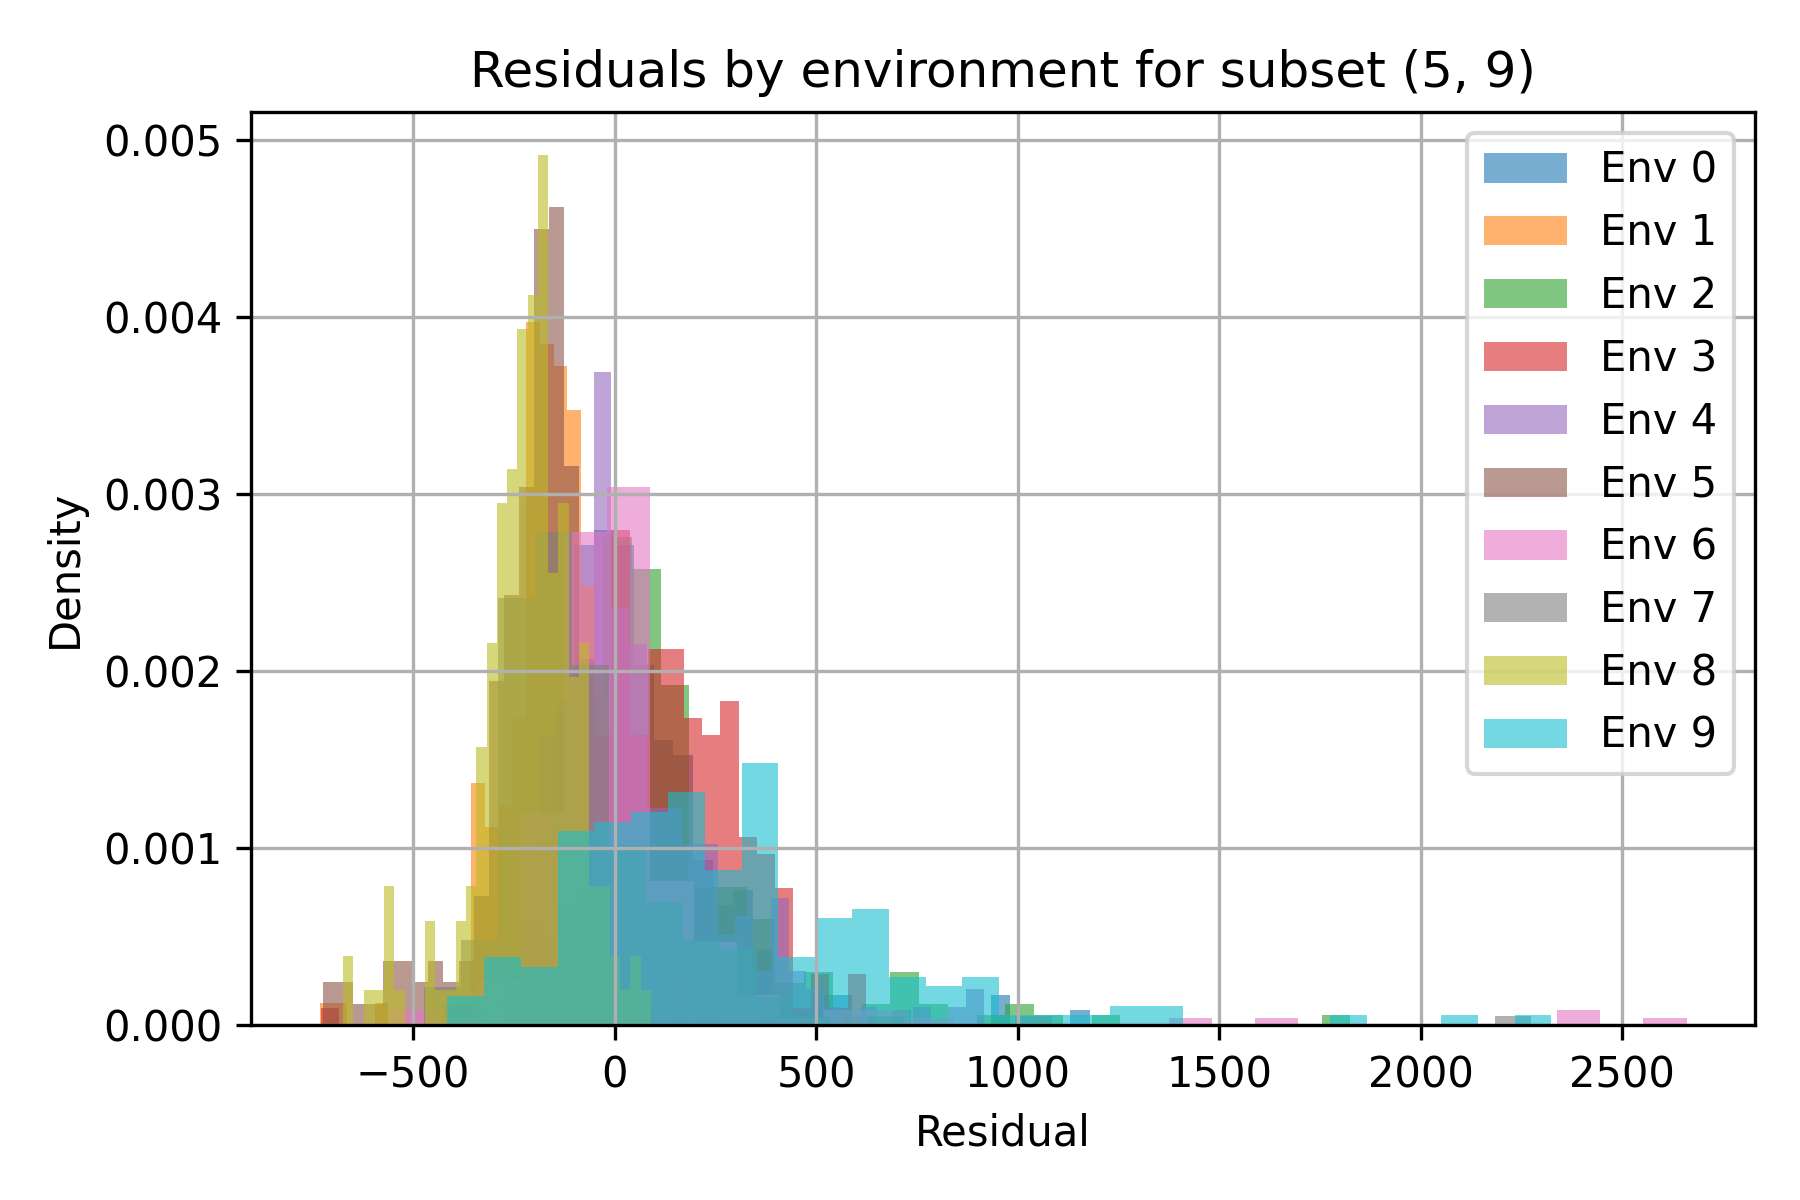 Residuals by environment for subset (5, 9)
0.005
0.004
0.003
0.002
0.001
0.000
Density
−500
0
500
1000
1500
2000
2500
Residual
Env 0
Env 1
Env 2
Env 3
Env 4
Env 5
Env 6
Env 7
Env 8
Env 9